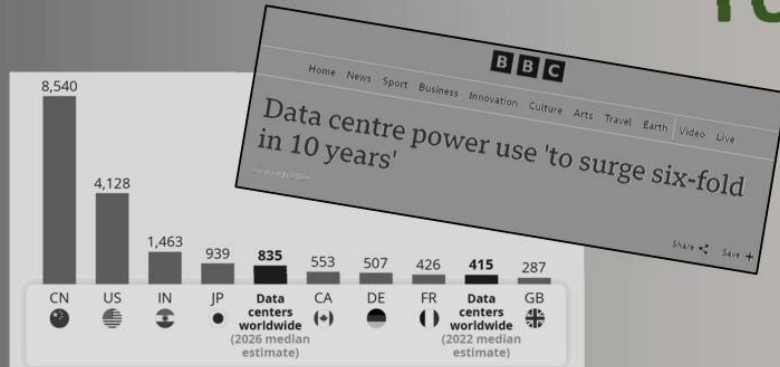 BBC
Home News Sport Business Innovation Culture Arts Travel Earth Video Live
Data centre power use 'to surge six-fold
in 10 years'
Share Save +
8,540
4,128
1,463
939
835
553
507
426
415
287
CN US IN JP Data centers worldwide (2026 median estimate) CA DE FR Data centers worldwide (2022 median estimate) GB